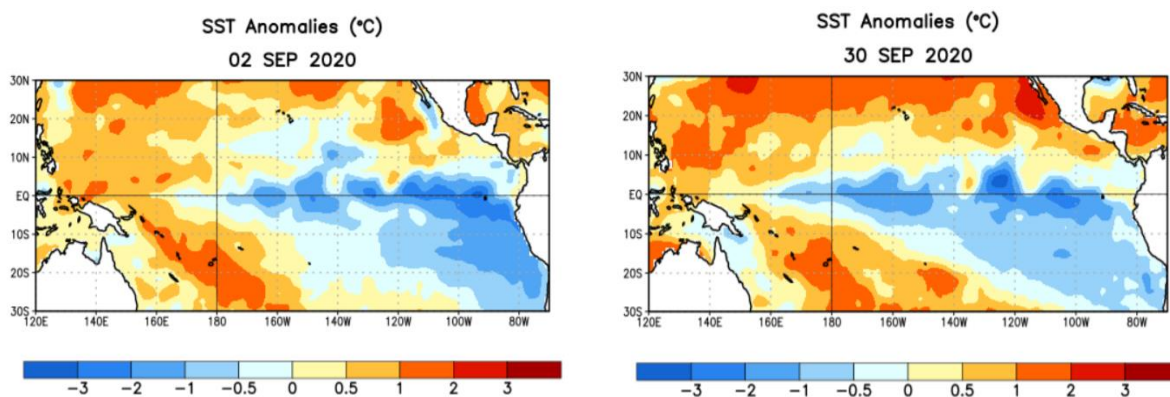 SST Anomalies (°C)
02 SEP 2020
30N
20N
10N
EQ
10S
20S
30S
120E 140E 160E 180 160W 140W 120W 100W 80W
-3 -2 -1 -0.5 0 0.5 1 2 3
SST Anomalies (°C)
30 SEP 2020
30N
20N
10N
EQ
10S
20S
30S
120E 140E 160E 180 160W 140W 120W 100W 80W
-3 -2 -1 -0.5 0 0.5 1 2 3